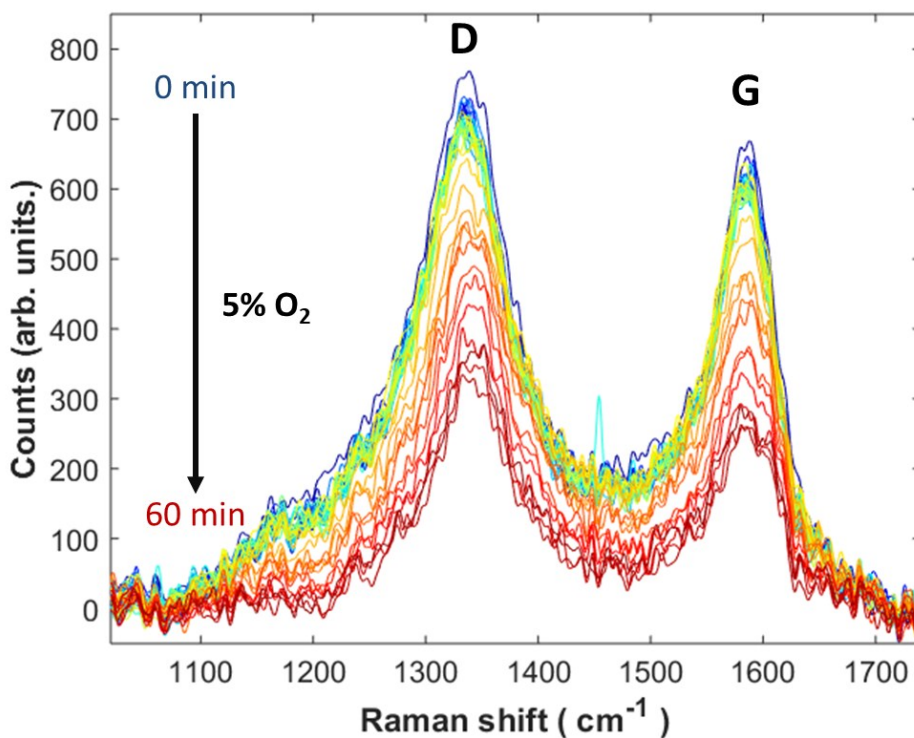 D
G
0 min
5% O₂
60 min
Counts (arb. units.)
800
700
600
500
400
300
200
100
0
1100 1200 1300 1400 1500 1600 1700
Raman shift ( cm⁻¹ )